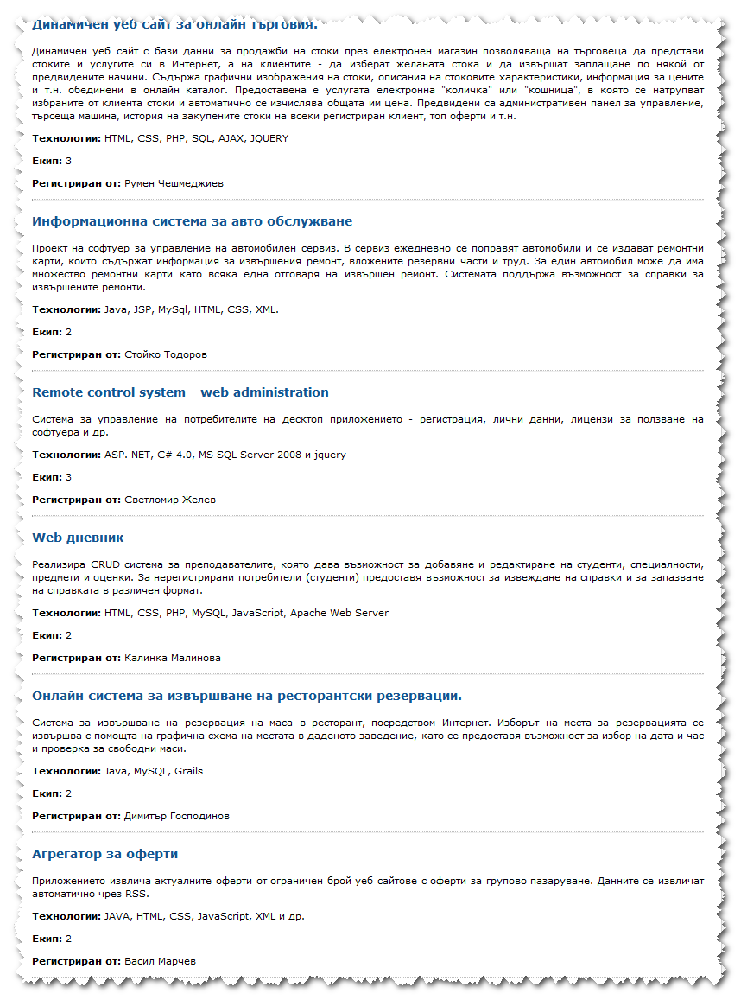 Динамичен уеб сайт за онлайн търговия.
Динамичен уеб сайт с бази данни за продажби на стоки през електронен магазин позволяваща на търговеца да представи
стоките и услугите си в Интернет, а на клиентите - да изберат желаната стока и да извършат заплащане по някой от
предвидените начини. Съдържа графични изображения на стоки, описания на стоковите характеристики, информация за цените
и т.н. обединени в онлайн каталог. Предоставена е услугата електронна "количка" или "кошница", в която се натрупват
избраните от клиента стоки и автоматично се изчислява общата им цена. Предвидени са административен панел за управление,
търсеща машина, история на закупените стоки на всеки регистриран клиент, топ оферти и т.н.
Технологии: HTML, CSS, PHP, SQL, AJAX, JQUERY
Екип: 3
Регистриран от: Румен Чешмеджиев
Информационна система за авто обслужване
Проект на софтуер за управление на автомобилен сервиз. В сервиз ежедневно се поправят автомобили и се издават ремонтни
карти, които съдържат информация за извършения ремонт, вложените резервни части и труд. За един автомобил може да има
множество ремонтни карти като всяка една отговаря на извършен ремонт. Системата поддържа възможност за справки за
извършените ремонти.
Технологии: Java, JSP, MySql, HTML, CSS, XML.
Екип: 2
Регистриран от: Стойко Тодоров
Remote control system - web administration
Система за управление на потребителите на десктоп приложението - регистрация, лични данни, лицензи за ползване на
софтуера и др.
Технологии: ASP. NET, C# 4.0, MS SQL Server 2008 и jquery
Екип: 3
Регистриран от: Светломир Желев
Web дневник
Реализира CRUD система за преподавателите, която дава възможност за добавяне и редактиране на студенти, специалности,
предмети и оценки. За нерегистрирани потребители (студенти) предоставя възможност за извеждане на справки и за запазване
на справката в различен формат.
Технологии: HTML, CSS, PHP, MySQL, JavaScript, Apache Web Server
Екип: 2
Регистриран от: Калинка Малинова
Онлайн система за извършване на ресторантски резервации.
Система за извършване на резервация на маса в ресторант, посредством Интернет. Изборът на места за резервацията се
извършва с помощта на графична схема на местата в даденото заведение, като се предоставя възможност за избор на дата и час
и проверка за свободни маси.
Технологии: Java, MySQL, Grails
Екип: 2
Регистриран от: Димитър Господинов
Агрегатор за оферти
Приложението извлича актуалните оферти от ограничен брой уеб сайтове с оферти за групово пазаруване. Данните се извличат
автоматично чрез RSS.
Технологии: JAVA, HTML, CSS, JavaScript, XML и др.
Екип: 2
Регистриран от: Васил Марчев